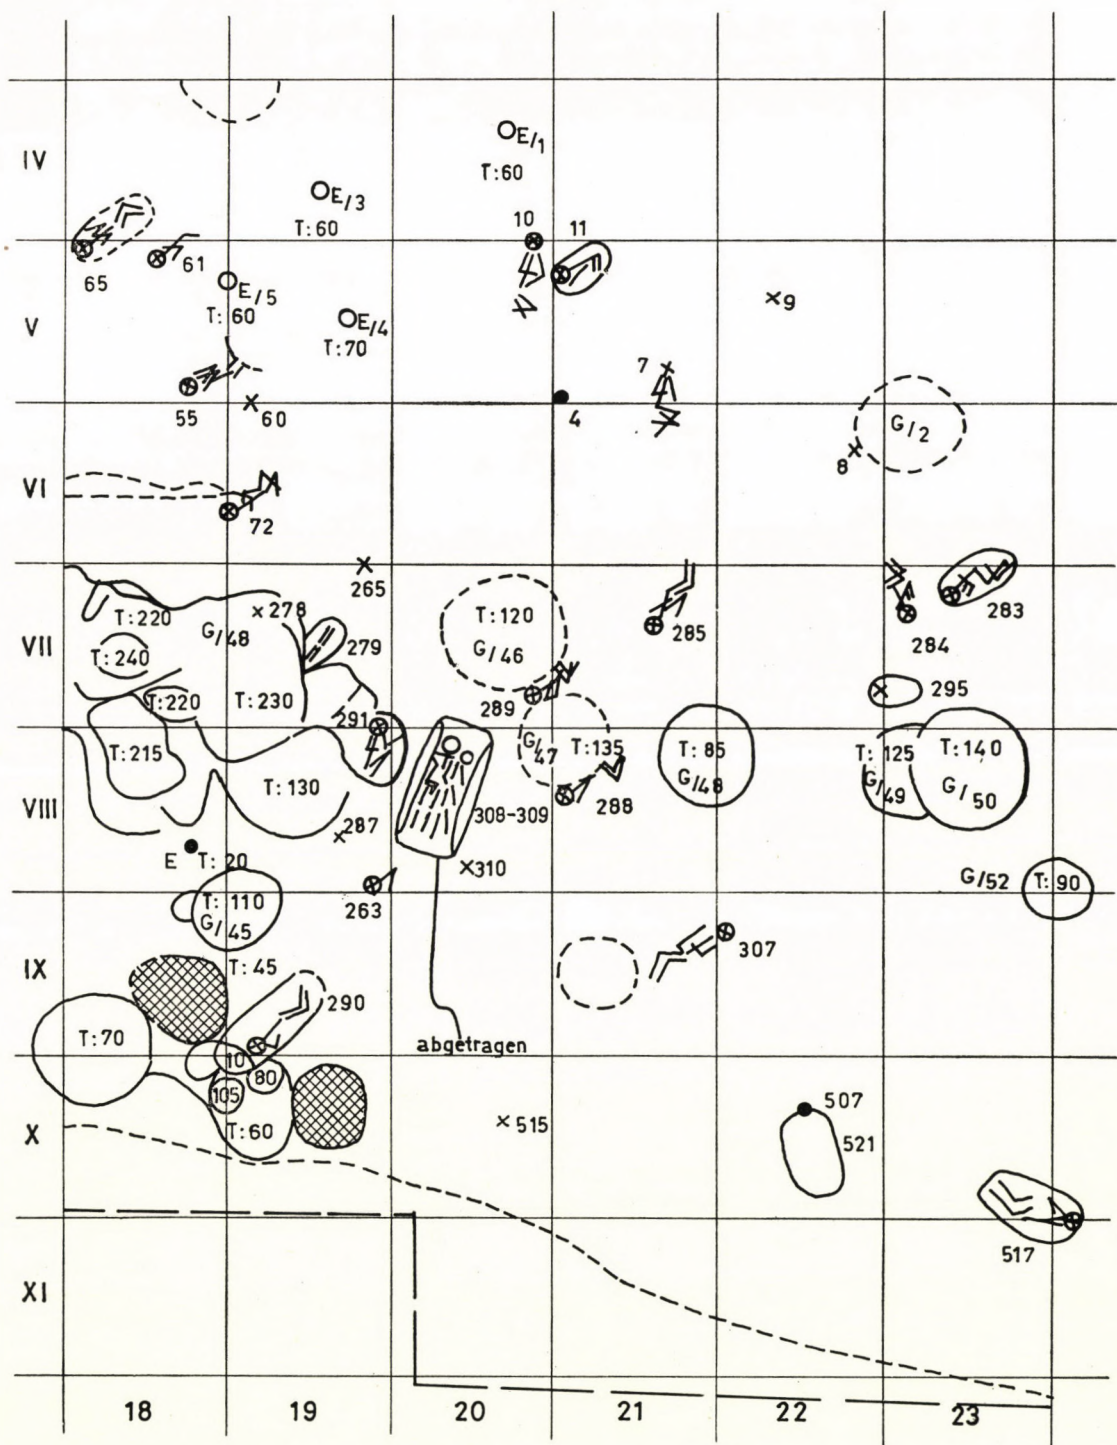 E/1
IV
T:60
E/3
T:60
10
11
65
61
E/5
T:60
9
E/4
V
T:70
7
55
60
4
G/2
8
VI
72
265
T:220
278
T:120
283
G/48
279
285
284
VII
T:240
G/46
T:220
T:230
289
295
291
T:215
G/47
T:135
T:85
T:125
T:140
T:130
G/48
G/49
G/50
VIII
288
308-309
287
E T:20
310
G/52
T:90
T:110
263
G/45
307
IX
T:45
290
T:70
abgetragen
10
80
105
507
X
T:60
515
521
517
XI
18
19
20
21
22
23